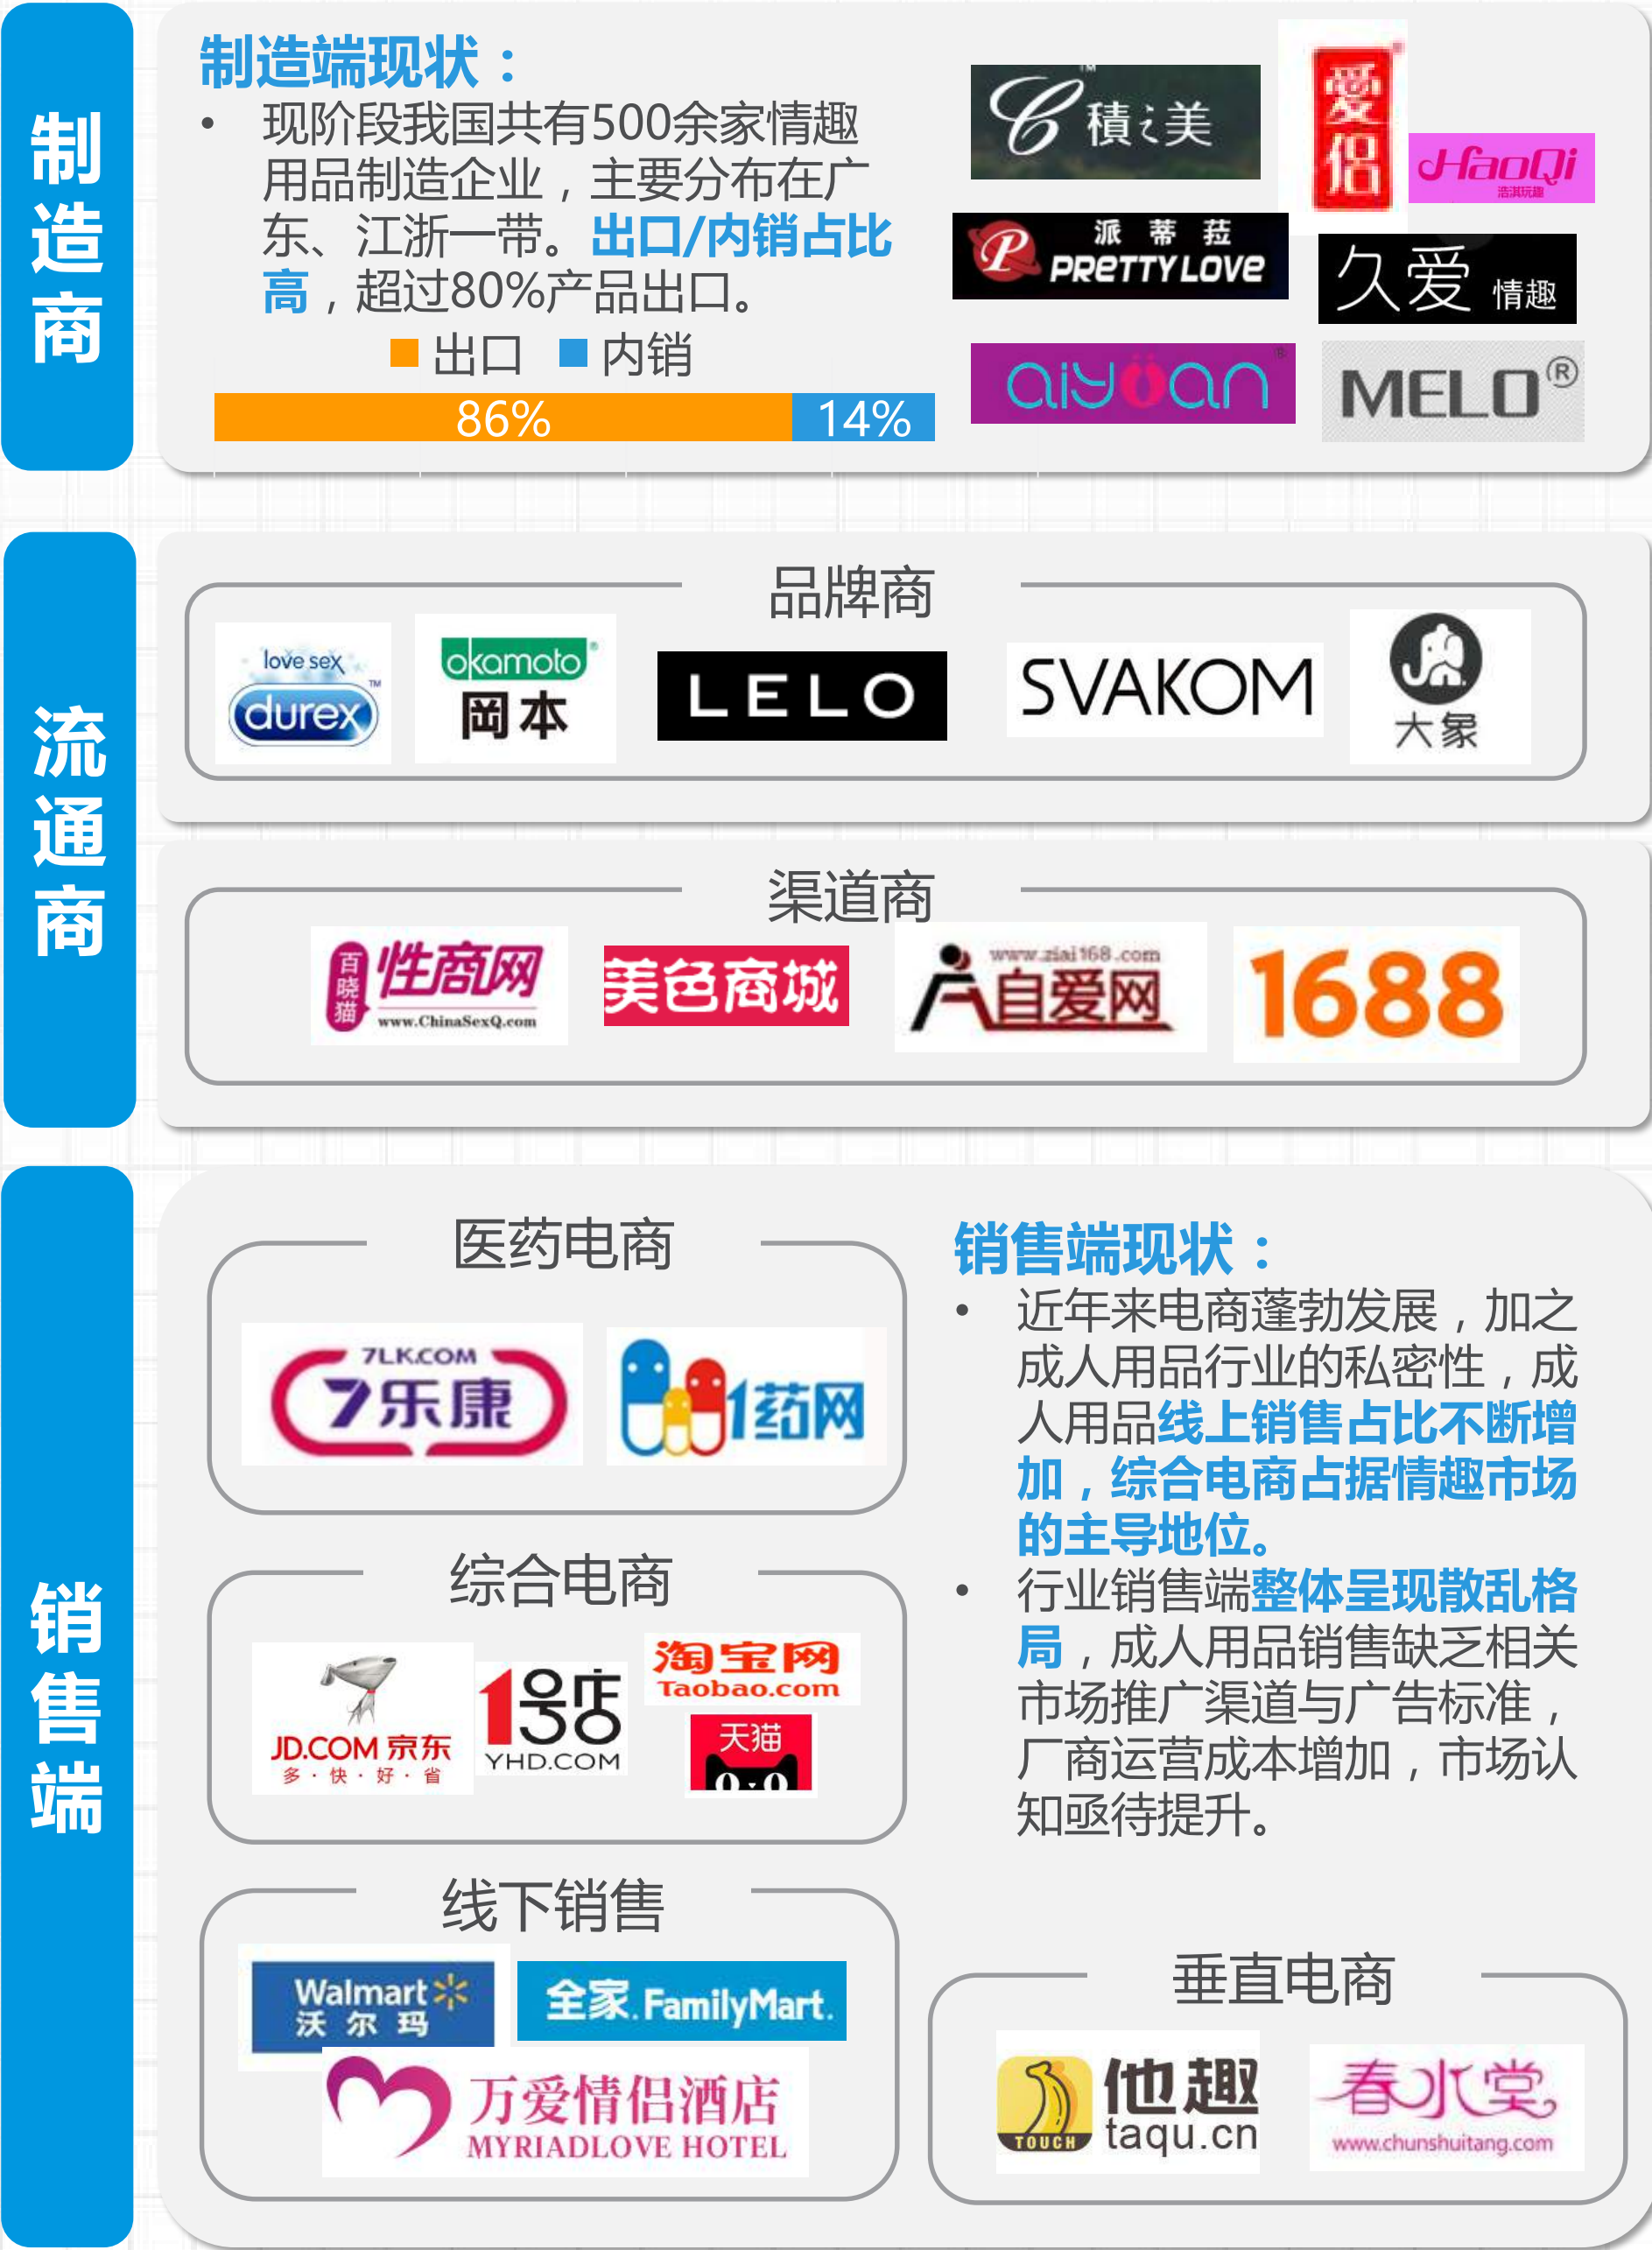 制造商
制造端现状：
• 现阶段我国共有500余家情趣
用品制造企业，主要分布在广
东、江浙一带。出口/内销占比
高，超过80%产品出口。
出口 内销
86% 14%
積之美
愛侣
HaoQi
浩淇玩趣
派蒂菈
PRETTY LOVE
久爱 情趣
aiyuan
MELO®
流通商
品牌商
love sex
durex™
okamoto®
岡本
LELO
SVAKOM
大象
渠道商
百晓猫
性商网
www.ChinaSexQ.com
美色商城
www.ziai168.com
自爱网
1688
销售端
医药电商
7LK.COM
7乐康
1药网
综合电商
JD.COM 京东
多·快·好·省
1号店
YHD.COM
淘宝网
Taobao.com
天猫
线下销售
Walmart
沃尔玛
全家.FamilyMart.
万爱情侣酒店
MYRIADLOVE HOTEL
销售端现状：
• 近年来电商蓬勃发展，加之
成人用品行业的私密性，成
人用品线上销售占比不断增
加，综合电商占据情趣市场
的主导地位。
• 行业销售端整体呈现散乱格
局，成人用品销售缺乏相关
市场推广渠道与广告标准，
厂商运营成本增加，市场认
知亟待提升。
垂直电商
TOUCH
他趣
taqu.cn
春水堂
www.chunshuitang.com